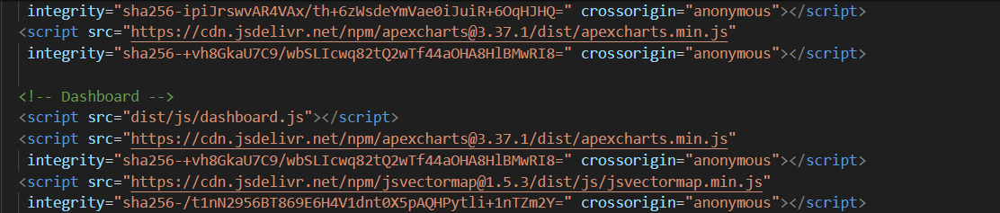 integrity="sha256-ipiJrswvAR4VAx/th+6zWsdeYmVae0iJuiR+6OqHJHQ=" crossorigin="anonymous"></script>
<script src="https://cdn.jsdelivr.net/npm/apexcharts@3.37.1/dist/apexcharts.min.js"
integrity="sha256-+vh8GkaU7C9/wbSLIcwq82tQ2wTf44aOHA8HlBMwRI8=" crossorigin="anonymous"></script>
<!-- Dashboard -->
<script src="dist/js/dashboard.js"></script>
<script src="https://cdn.jsdelivr.net/npm/apexcharts@3.37.1/dist/apexcharts.min.js"
integrity="sha256-+vh8GkaU7C9/wbSLIcwq82tQ2wTf44aOHA8HlBMwRI8=" crossorigin="anonymous"></script>
<script src="https://cdn.jsdelivr.net/npm/jsvectormap@1.5.3/dist/js/jsvectormap.min.js"
integrity="sha256-/t1nN2956BT869E6H4V1dnt0X5pAQHPytli+1nTZm2Y=" crossorigin="anonymous"></script>